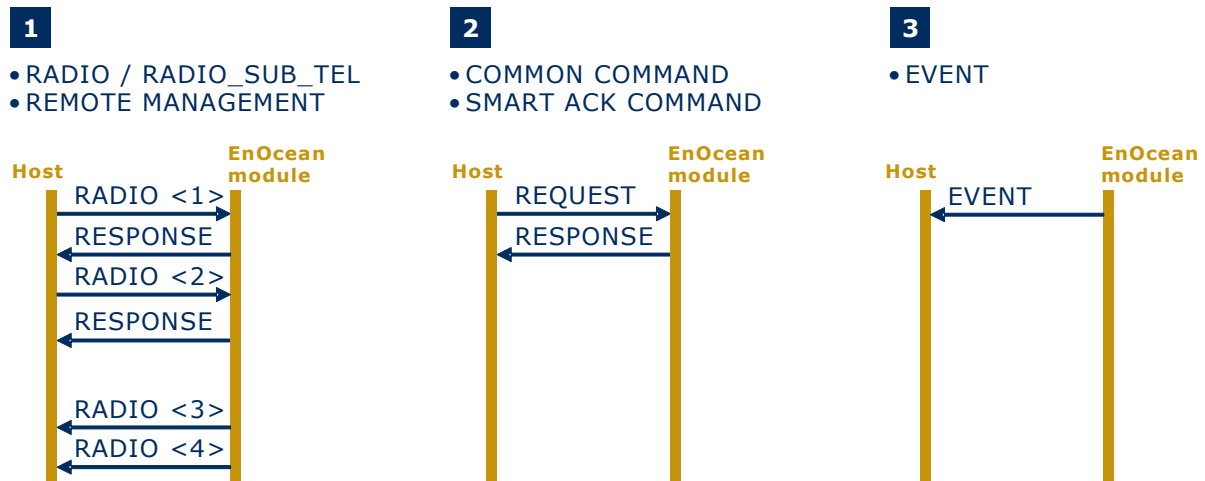 1
• RADIO / RADIO_SUB_TEL
• REMOTE MANAGEMENT
Host
EnOcean
module
RADIO <1>
RESPONSE
RADIO <2>
RESPONSE
RADIO <3>
RADIO <4>
2
• COMMON COMMAND
• SMART ACK COMMAND
Host
EnOcean
module
REQUEST
RESPONSE
3
• EVENT
Host
EnOcean
module
EVENT